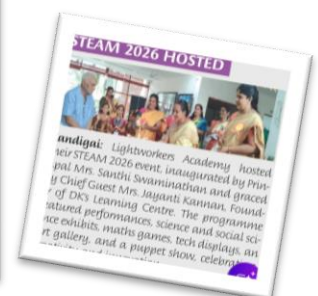 STEAM 2026 HOSTED
andigai: Lightworkers Academy hosted
heir STEAM 2026 event, inaugurated by Prin-
pal Mrs. Santhi Swaminathan and graced
y Chief Guest Mrs. Jayanti Kannan, Found-
of DK's Learning Centre. The programme
eatured performances, science and social sci-
nce exhibits, maths games, tech displays, an
rt gallery, and a puppet show, celebra